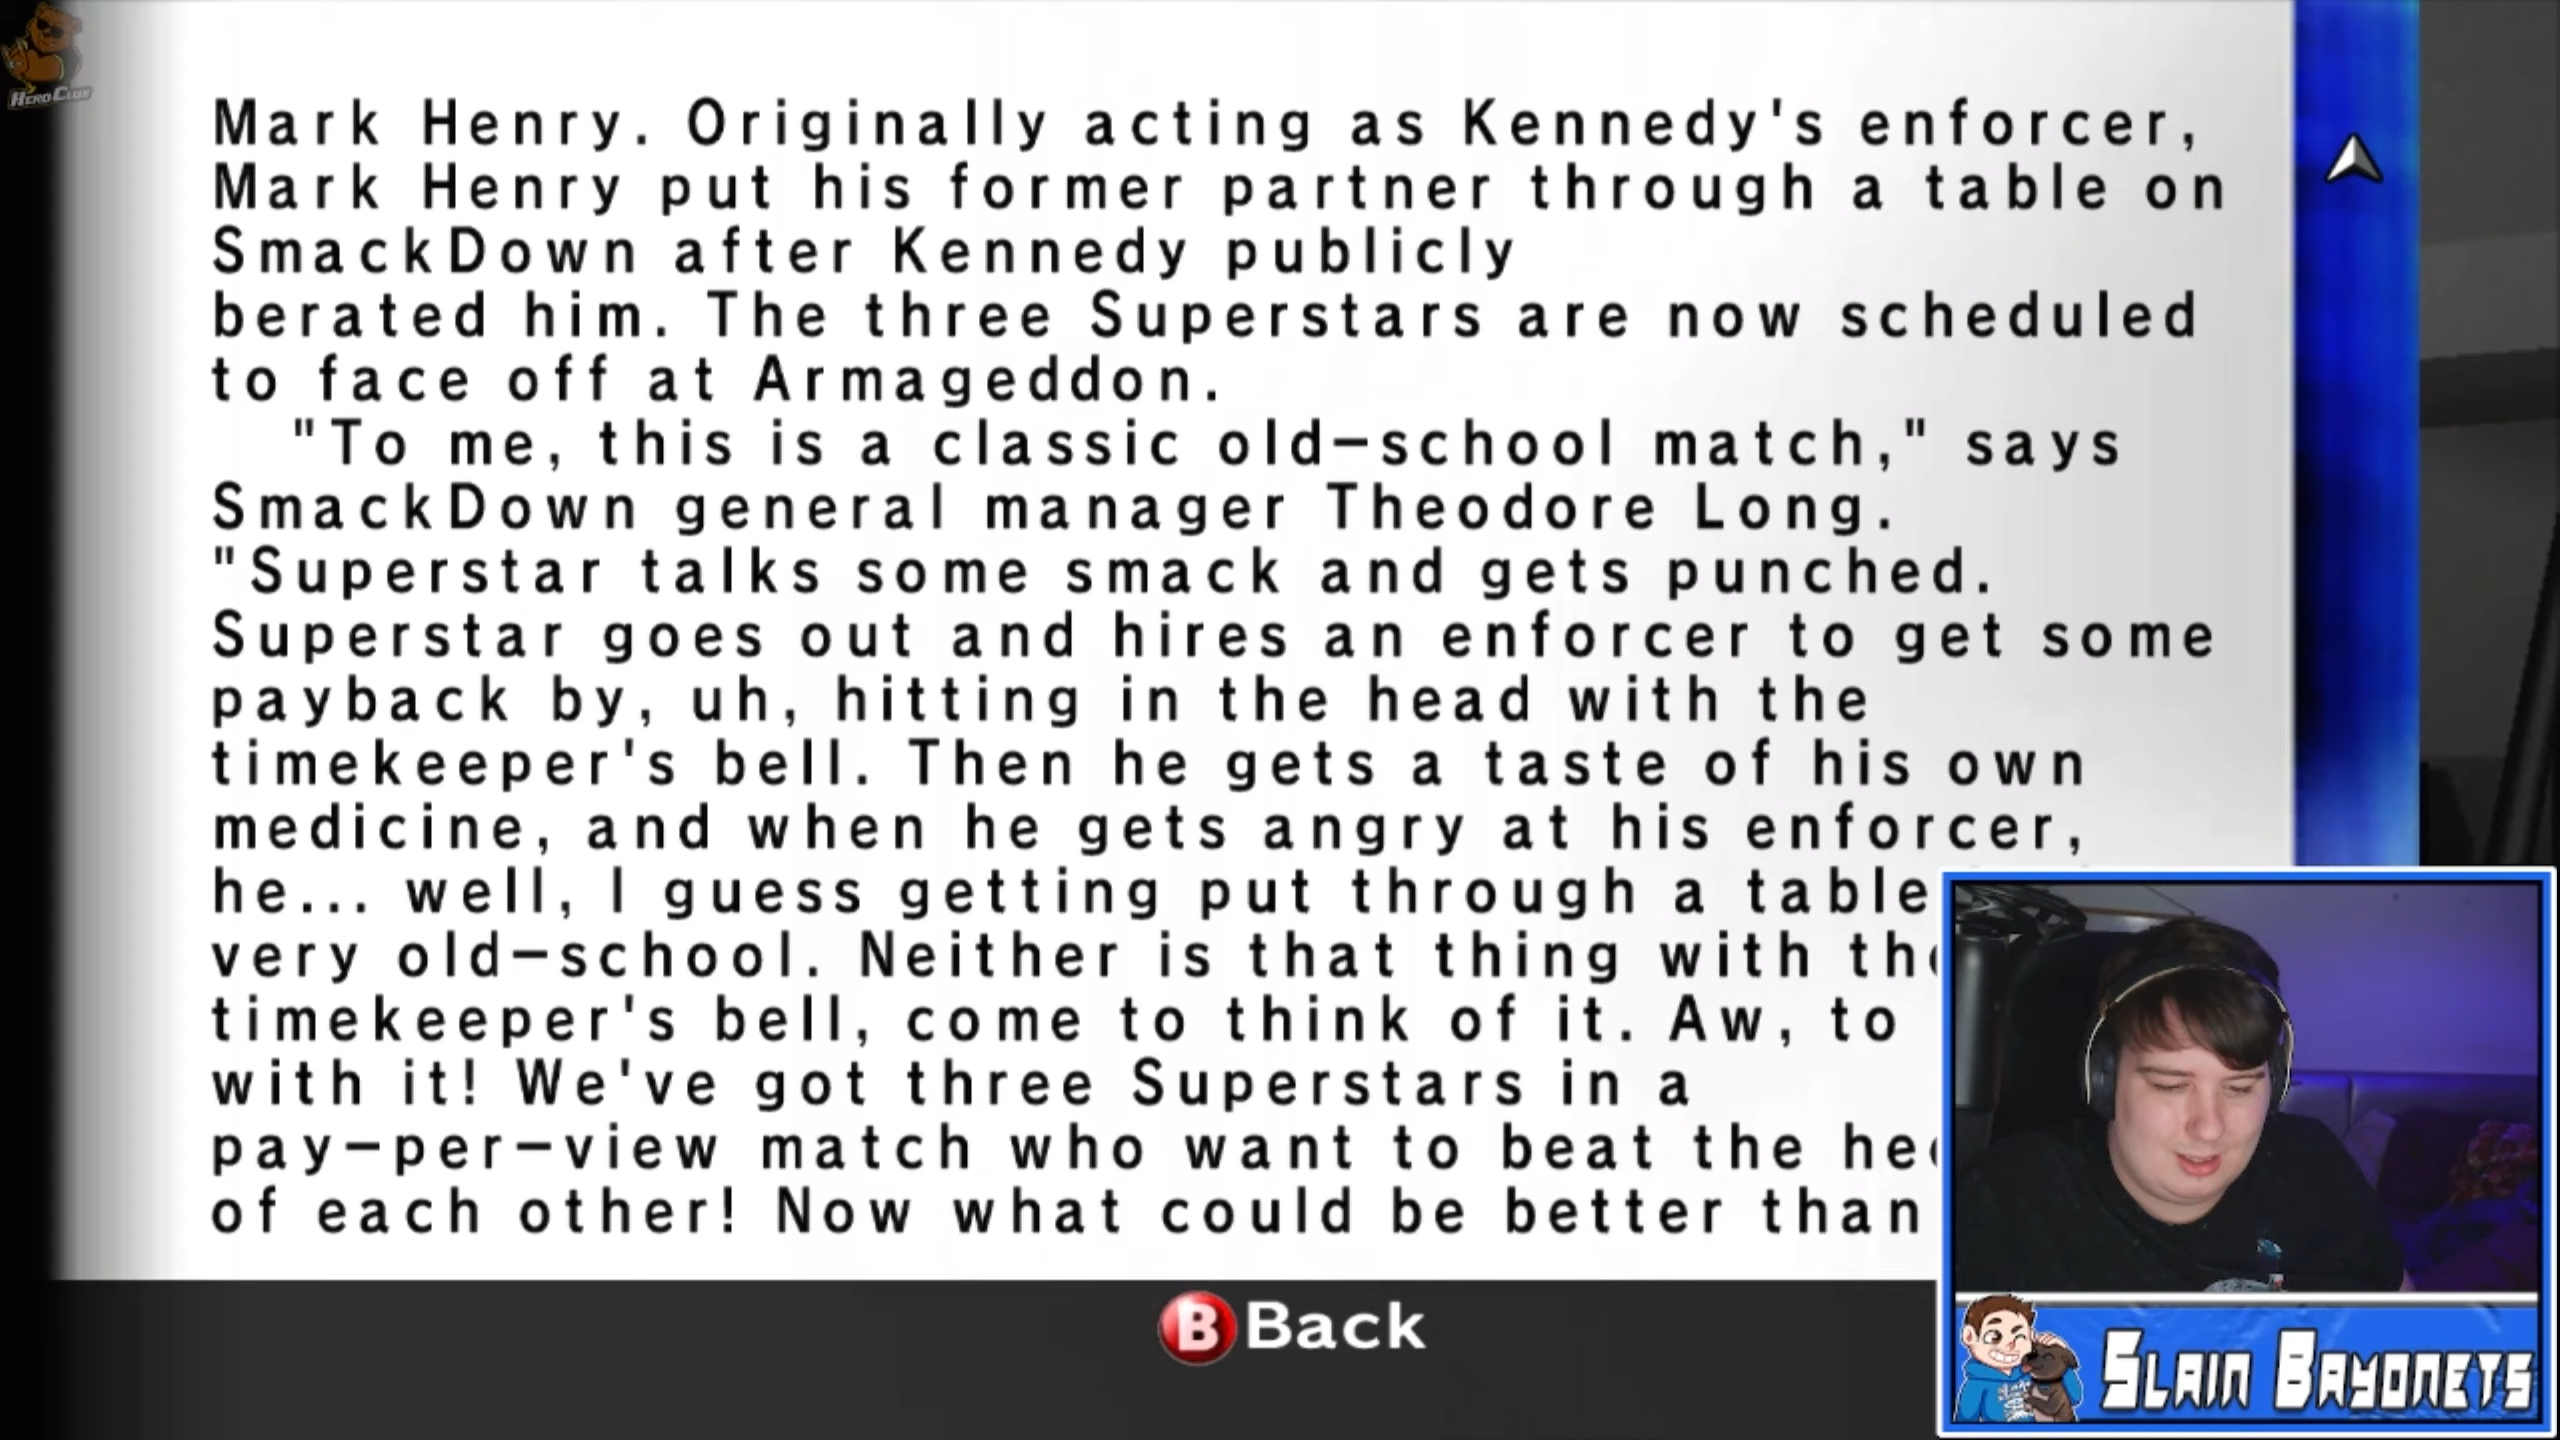 HERO CLUB
Mark Henry. Originally acting as Kennedy's enforcer,
Mark Henry put his former partner through a table on
SmackDown after Kennedy publicly
berated him. The three Superstars are now scheduled
to face off at Armageddon.
"To me, this is a classic old-school match," says
SmackDown general manager Theodore Long.
"Superstar talks some smack and gets punched.
Superstar goes out and hires an enforcer to get some
payback by, uh, hitting in the head with the
timekeeper's bell. Then he gets a taste of his own
medicine, and when he gets angry at his enforcer,
he... well, I guess getting put through a table
very old-school. Neither is that thing with
timekeeper's bell, come to think of it. Aw, to
with it! We've got three Superstars in a
pay-per-view match who want to beat the
of each other! Now what could be better than
B Back
SLAIN BAYONETS